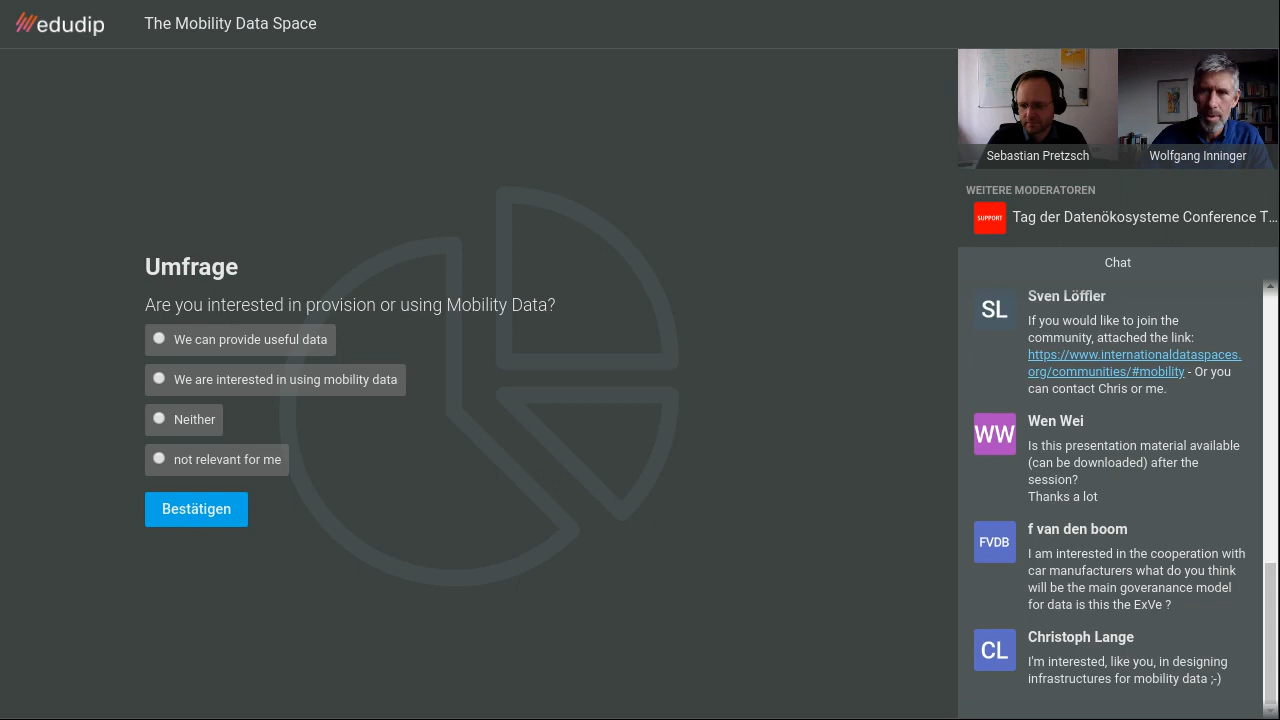 edudip
The Mobility Data Space
Umfrage
Are you interested in provision or using Mobility Data?
We can provide useful data
We are interested in using mobility data
Neither
not relevant for me
Bestätigen
Sebastian Pretzsch
Wolfgang Inninger
WEITERE MODERATOREN
SUPPORT
Tag der Datenökosysteme Conference T...
Chat
SL
Sven Löffler
If you would like to join the
community, attached the link:
https://www.internationaldataspaces.
org/communities/#mobility - Or you
can contact Chris or me.
WW
Wen Wei
Is this presentation material available
(can be downloaded) after the
session?
Thanks a lot
FVDB
f van den boom
I am interested in the cooperation with
car manufacturers what do you think
will be the main goveranance model
for data is this the ExVe ?
CL
Christoph Lange
I'm interested, like you, in designing
infrastructures for mobility data ;-)